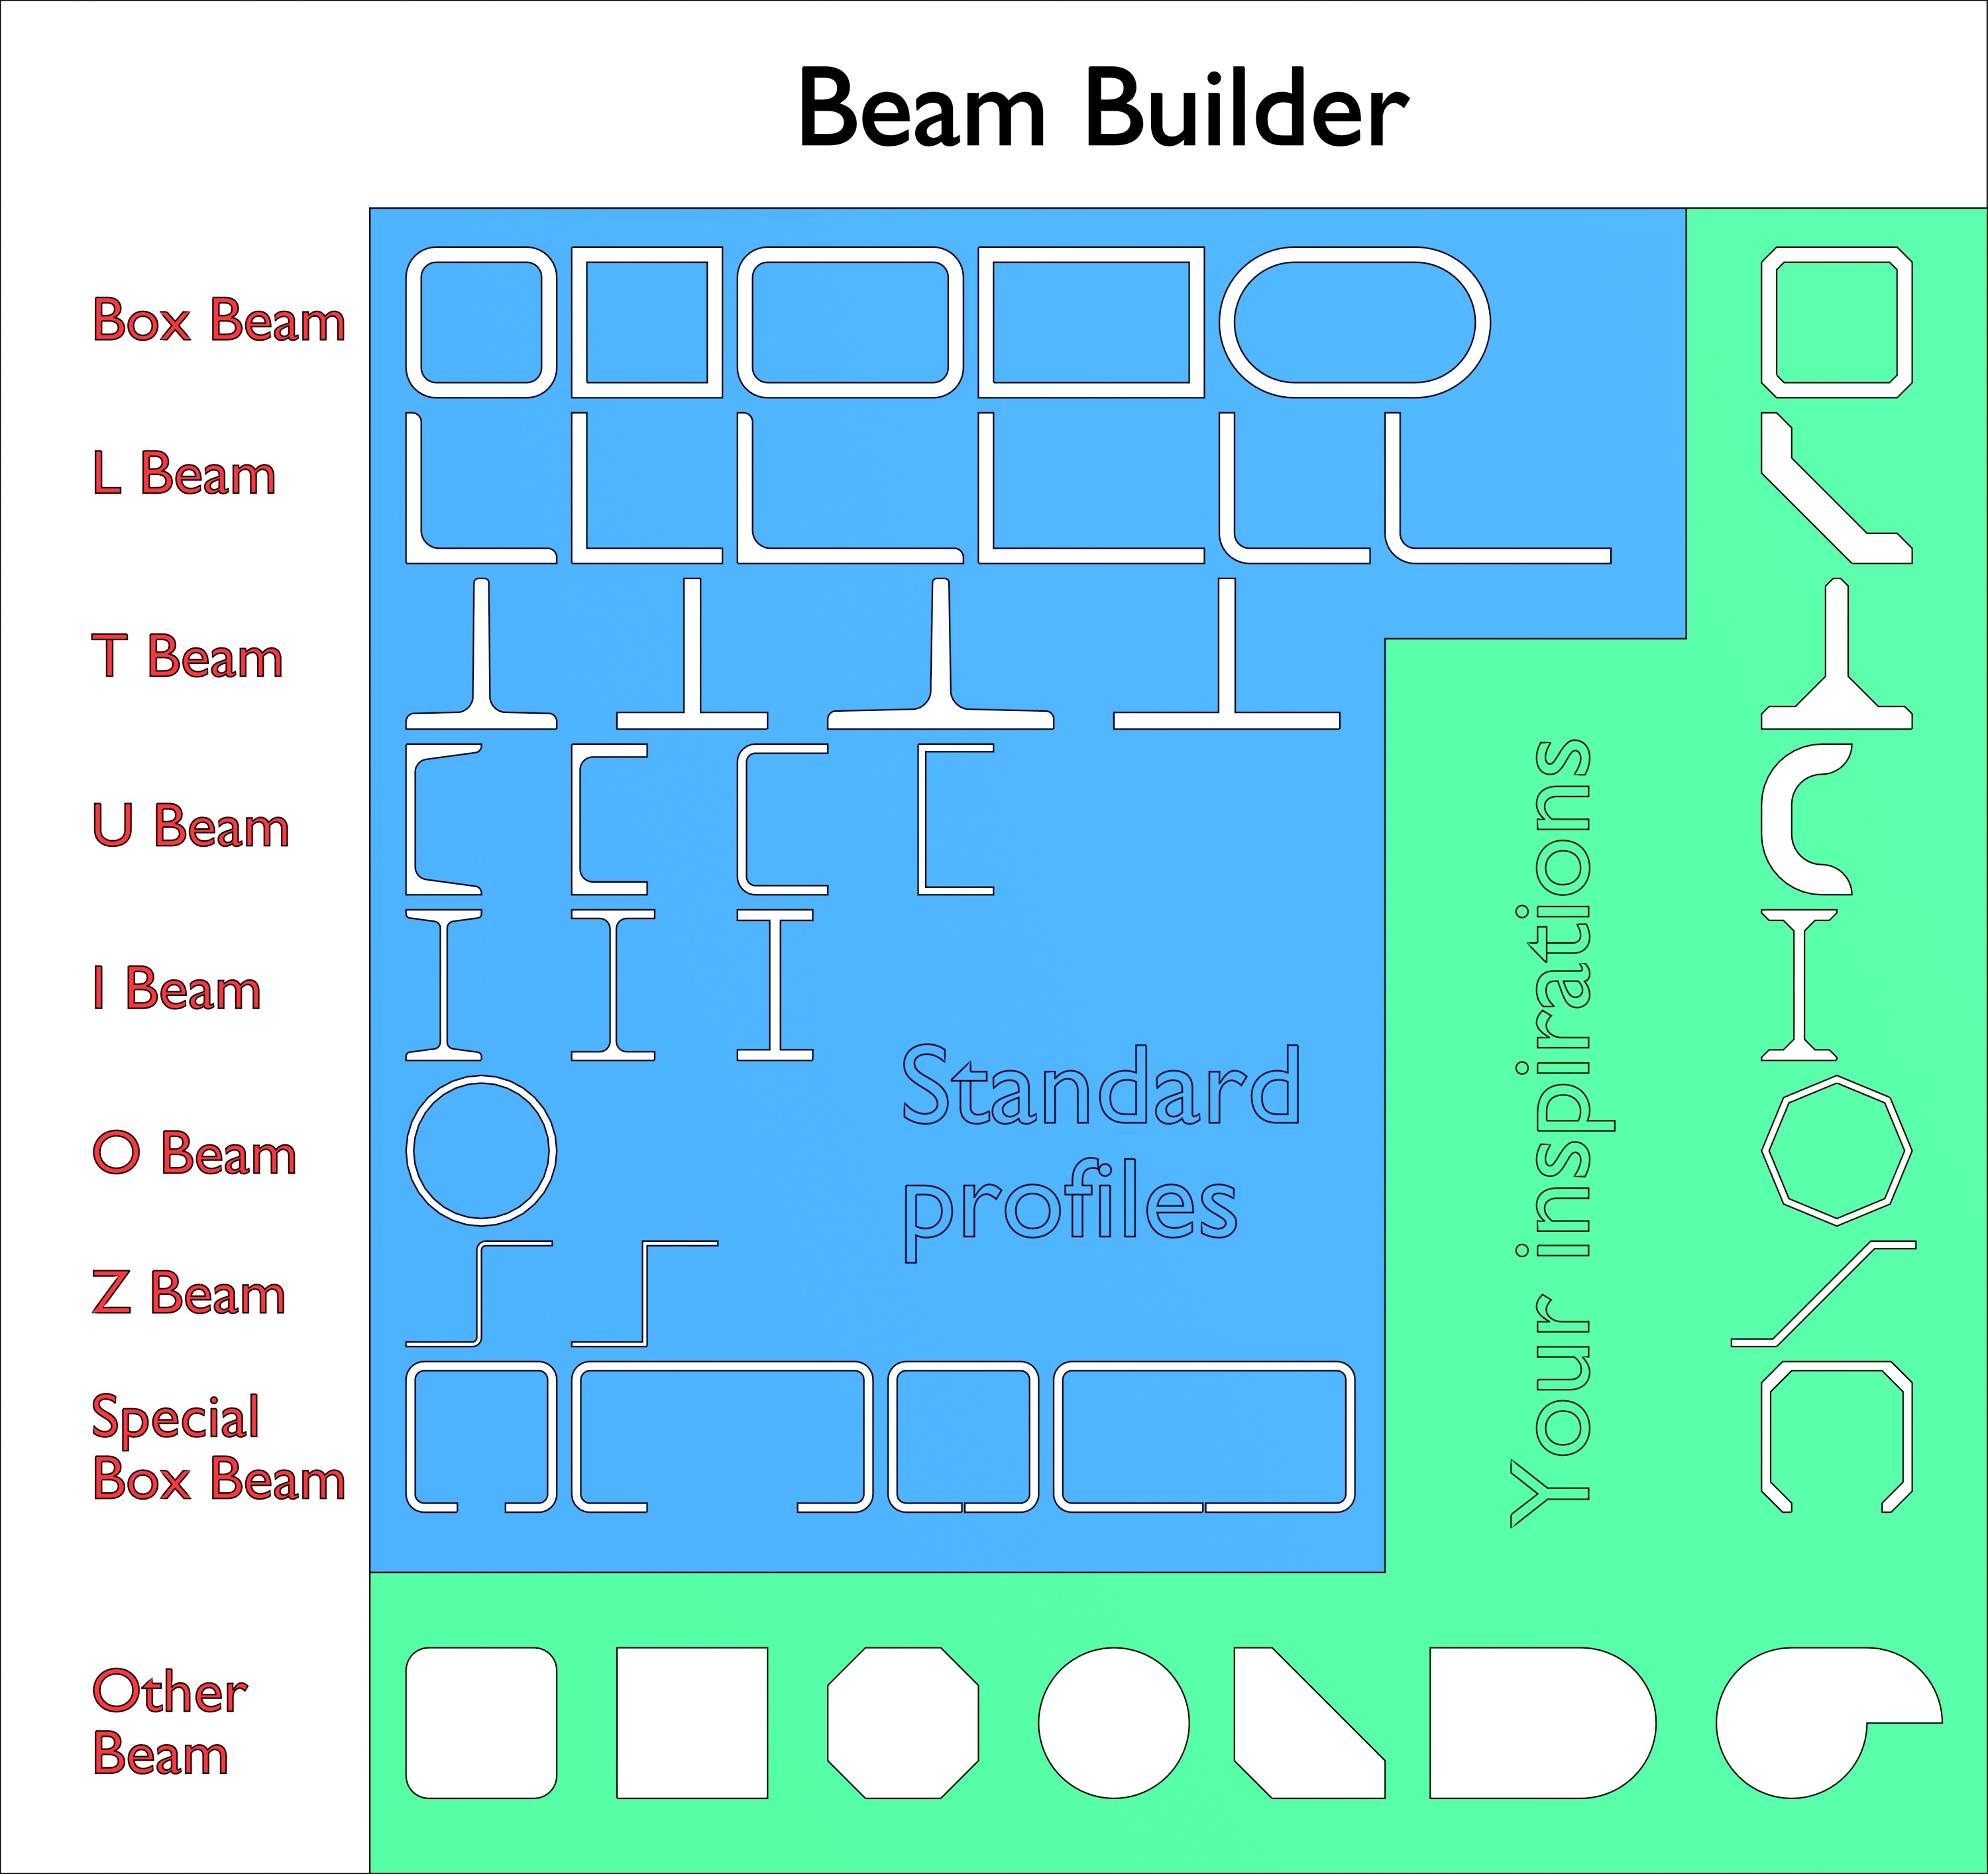 Beam Builder
Box Beam
L Beam
T Beam
U Beam
I Beam
O Beam
Z Beam
Special
Box Beam
Other
Beam
Standard
profiles
Your inspirations